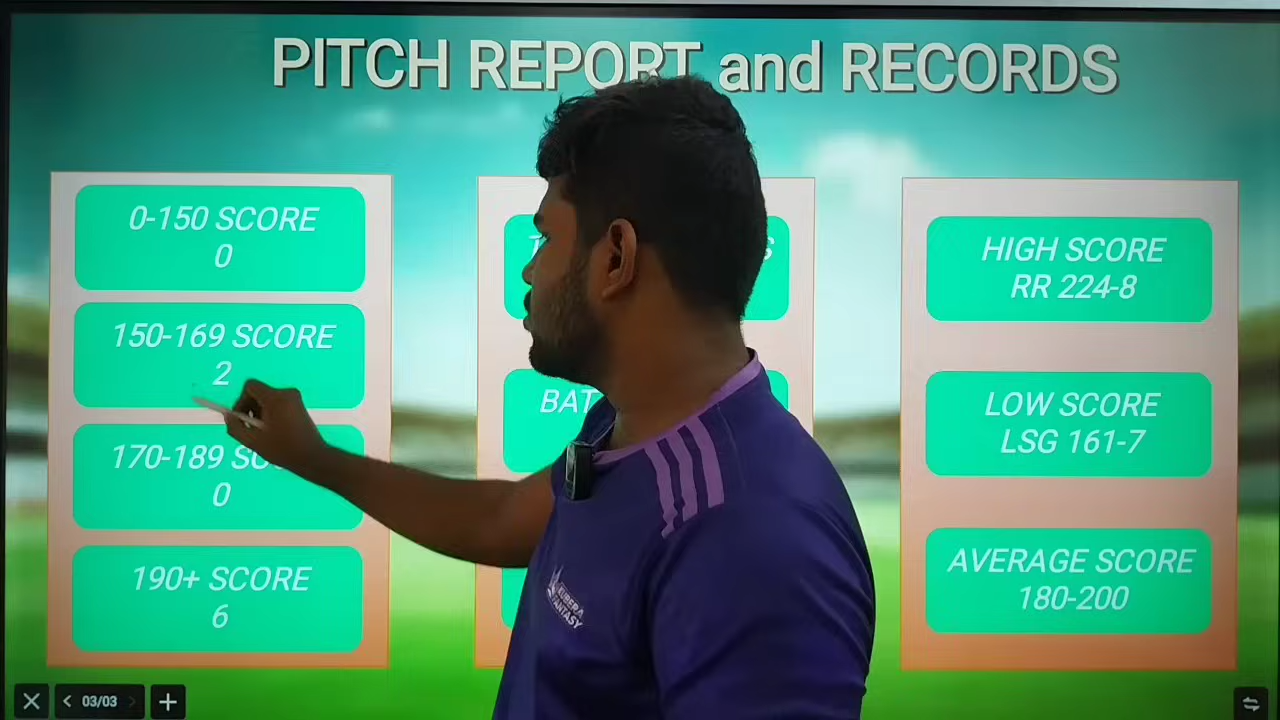 PITCH REPORT and RECORDS
0-150 SCORE
0
150-169 SCORE
2
170-189
0
190+ SCORE
6
HIGH SCORE
RR 224-8
LOW SCORE
LSG 161-7
AVERAGE SCORE
180-200
03/03
FANTASY